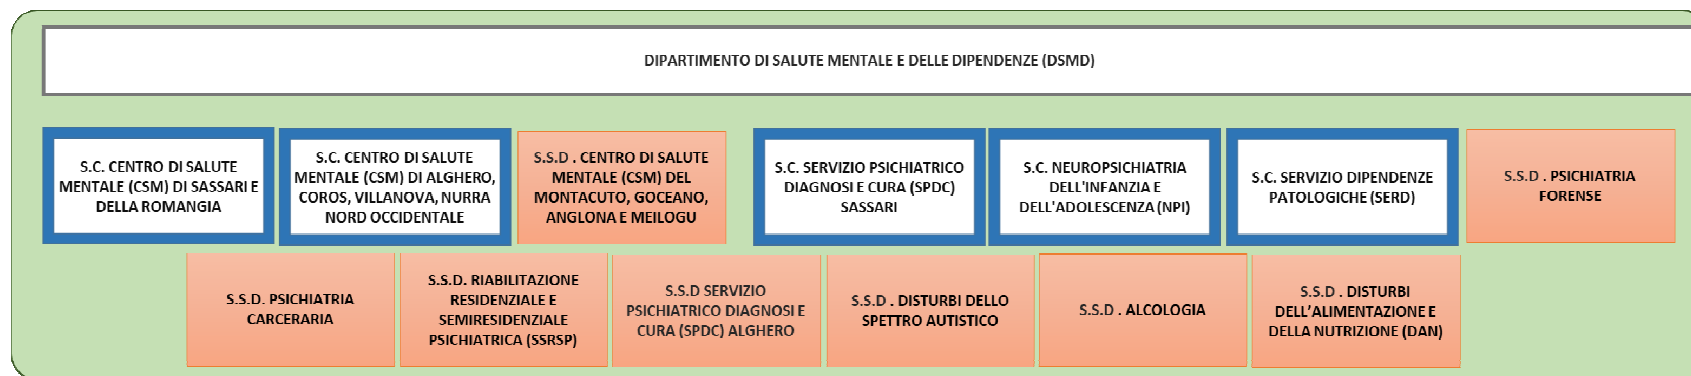 DIPARTIMENTO DI SALUTE MENTALE E DELLE DIPENDENZE (DSMD)
S.C. CENTRO DI SALUTE
MENTALE (CSM) DI SASSARI E
DELLA ROMANGIA
S.C. CENTRO DI SALUTE
MENTALE (CSM) DI ALGHERO,
COROS, VILLANOVA, NURRA
NORD OCCIDENTALE
S.S.D . CENTRO DI SALUTE
MENTALE (CSM) DEL
MONTACUTO, GOCEANO,
ANGLONA E MEILOGU
S.C. SERVIZIO PSICHIATRICO
DIAGNOSI E CURA (SPDC)
SASSARI
S.C. NEUROPSICHIATRIA
DELL'INFANZIA E
DELL'ADOLESCENZA (NPI)
S.C. SERVIZIO DIPENDENZE
PATOLOGICHE (SERD)
S.S.D . PSICHIATRIA
FORENSE
S.S.D. PSICHIATRIA
CARCERARIA
S.S.D. RIABILITAZIONE
RESIDENZIALE E
SEMIRESIDENZIALE
PSICHIATRICA (SSRSP)
S.S.D SERVIZIO
PSICHIATRICO DIAGNOSI E
CURA (SPDC) ALGHERO
S.S.D . DISTURBI DELLO
SPETTRO AUTISTICO
S.S.D . ALCOLOGIA
S.S.D . DISTURBI
DELL’ALIMENTAZIONE E
DELLA NUTRIZIONE (DAN)